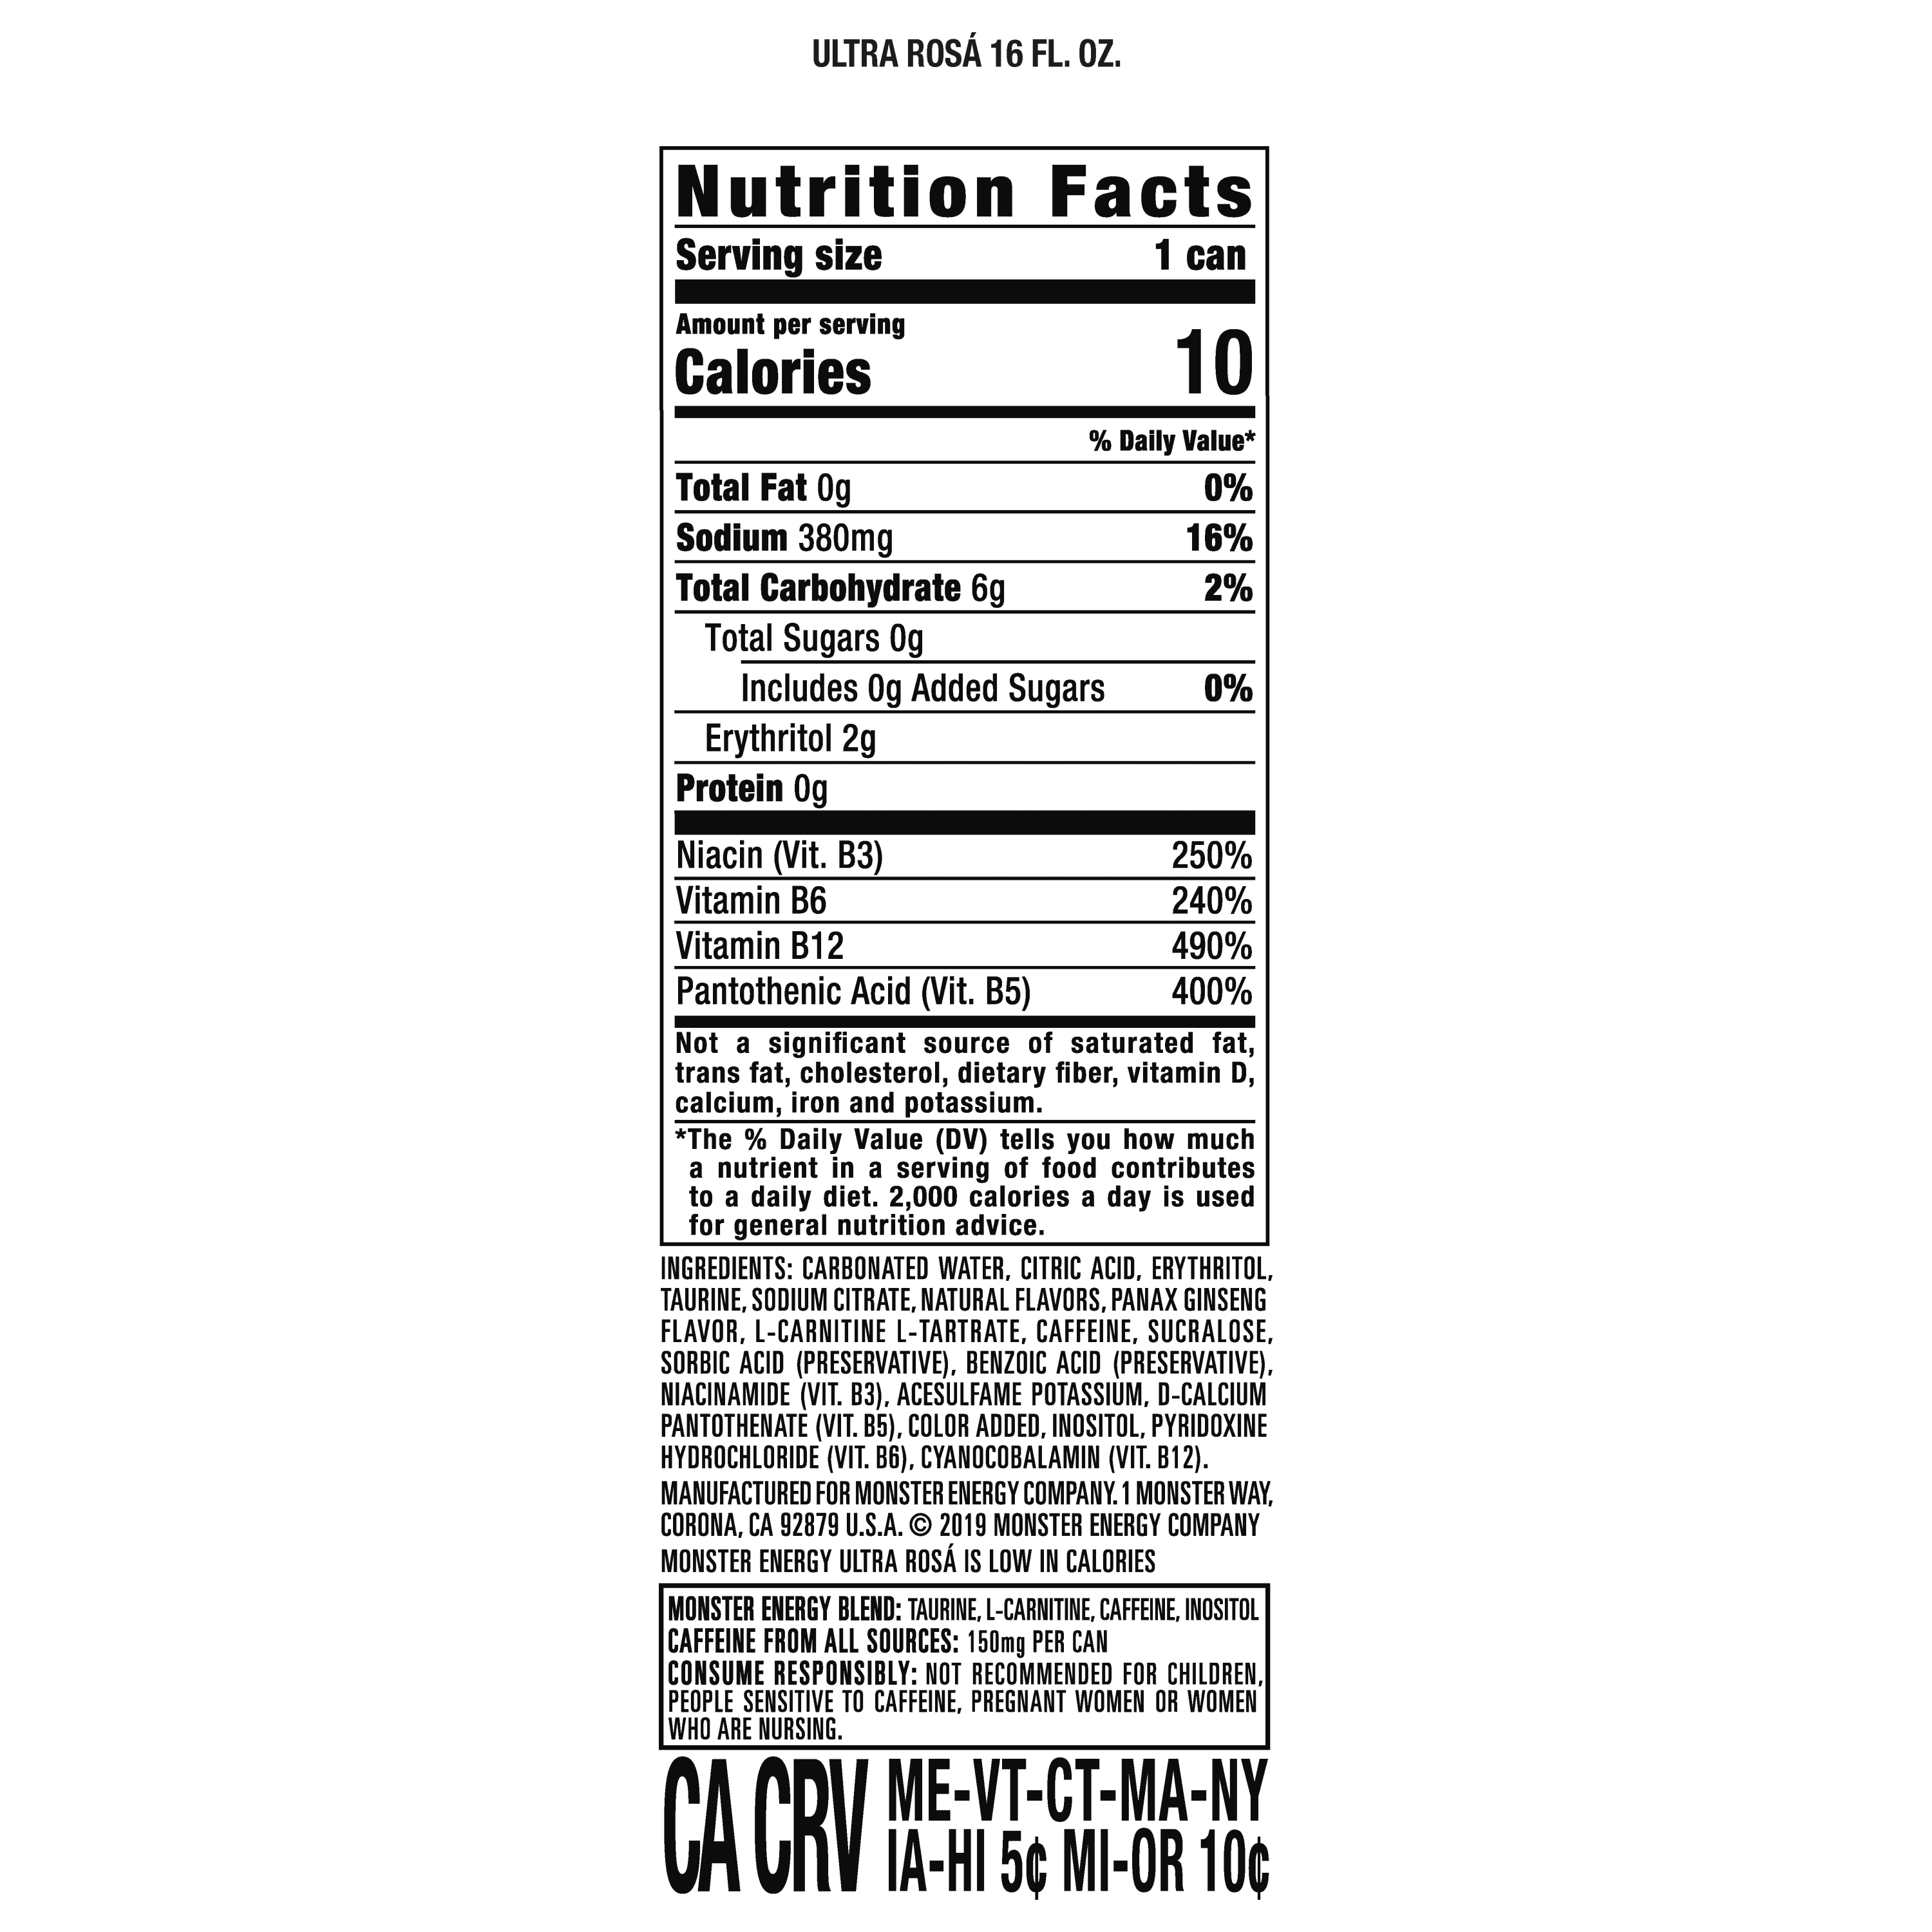 ULTRA ROSÁ 16 FL. OZ.
Nutrition Facts
Serving size 1 can
Amount per serving
Calories 10
% Daily Value*
Total Fat 0g 0%
Sodium 380mg 16%
Total Carbohydrate 6g 2%
Total Sugars 0g
Includes 0g Added Sugars 0%
Erythritol 2g
Protein 0g
Niacin (Vit. B3) 250%
Vitamin B6 240%
Vitamin B12 490%
Pantothenic Acid (Vit. B5) 400%
Not a significant source of saturated fat,
trans fat, cholesterol, dietary fiber, vitamin D,
calcium, iron and potassium.
*The % Daily Value (DV) tells you how much
a nutrient in a serving of food contributes
to a daily diet. 2,000 calories a day is used
for general nutrition advice.
INGREDIENTS: CARBONATED WATER, CITRIC ACID, ERYTHRITOL,
TAURINE, SODIUM CITRATE, NATURAL FLAVORS, PANAX GINSENG
FLAVOR, L-CARNITINE L-TARTRATE, CAFFEINE, SUCRALOSE,
SORBIC ACID (PRESERVATIVE), BENZOIC ACID (PRESERVATIVE),
NIACINAMIDE (VIT. B3), ACESULFAME POTASSIUM, D-CALCIUM
PANTOTHENATE (VIT. B5), COLOR ADDED, INOSITOL, PYRIDOXINE
HYDROCHLORIDE (VIT. B6), CYANOCOBALAMIN (VIT. B12).
MANUFACTURED FOR MONSTER ENERGY COMPANY. 1 MONSTER WAY,
CORONA, CA 92879 U.S.A. © 2019 MONSTER ENERGY COMPANY
MONSTER ENERGY ULTRA ROSÁ IS LOW IN CALORIES
MONSTER ENERGY BLEND: TAURINE, L-CARNITINE, CAFFEINE, INOSITOL
CAFFEINE FROM ALL SOURCES: 150mg PER CAN
CONSUME RESPONSIBLY: NOT RECOMMENDED FOR CHILDREN,
PEOPLE SENSITIVE TO CAFFEINE, PREGNANT WOMEN OR WOMEN
WHO ARE NURSING.
CA CRV ME-VT-CT-MA-NY
IA-HI 5¢ MI-OR 10¢